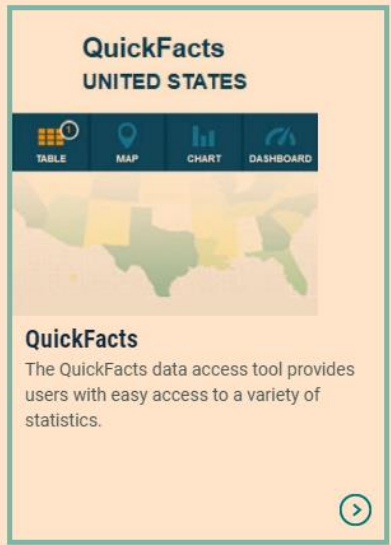 QuickFacts
UNITED STATES
1
TABLE MAP CHART DASHBOARD
QuickFacts
The QuickFacts data access tool provides
users with easy access to a variety of
statistics.